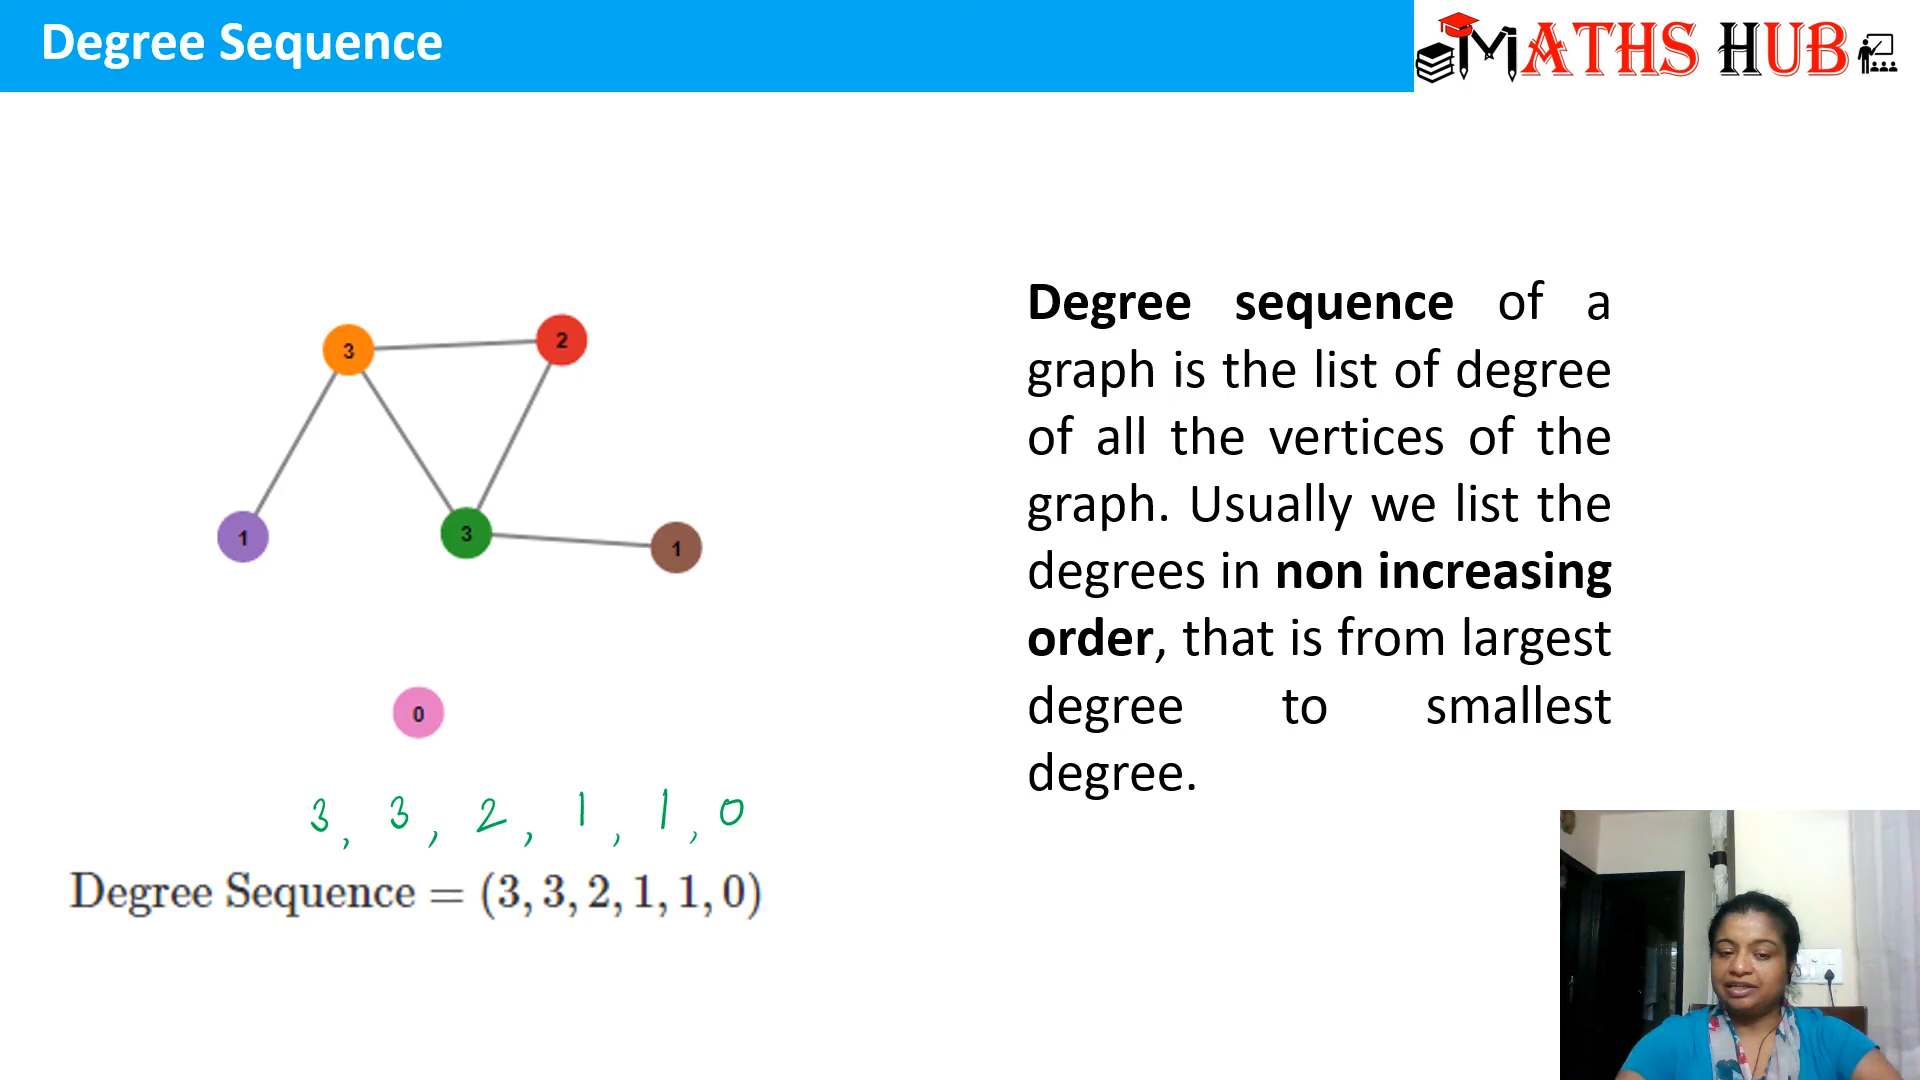 Degree Sequence
MATHS HUB
3
2
1
3
1
0
3, 3, 2, 1, 1, 0
Degree Sequence = (3, 3, 2, 1, 1, 0)
Degree sequence of a
graph is the list of degree
of all the vertices of the
graph. Usually we list the
degrees in non increasing
order, that is from largest
degree to smallest
degree.